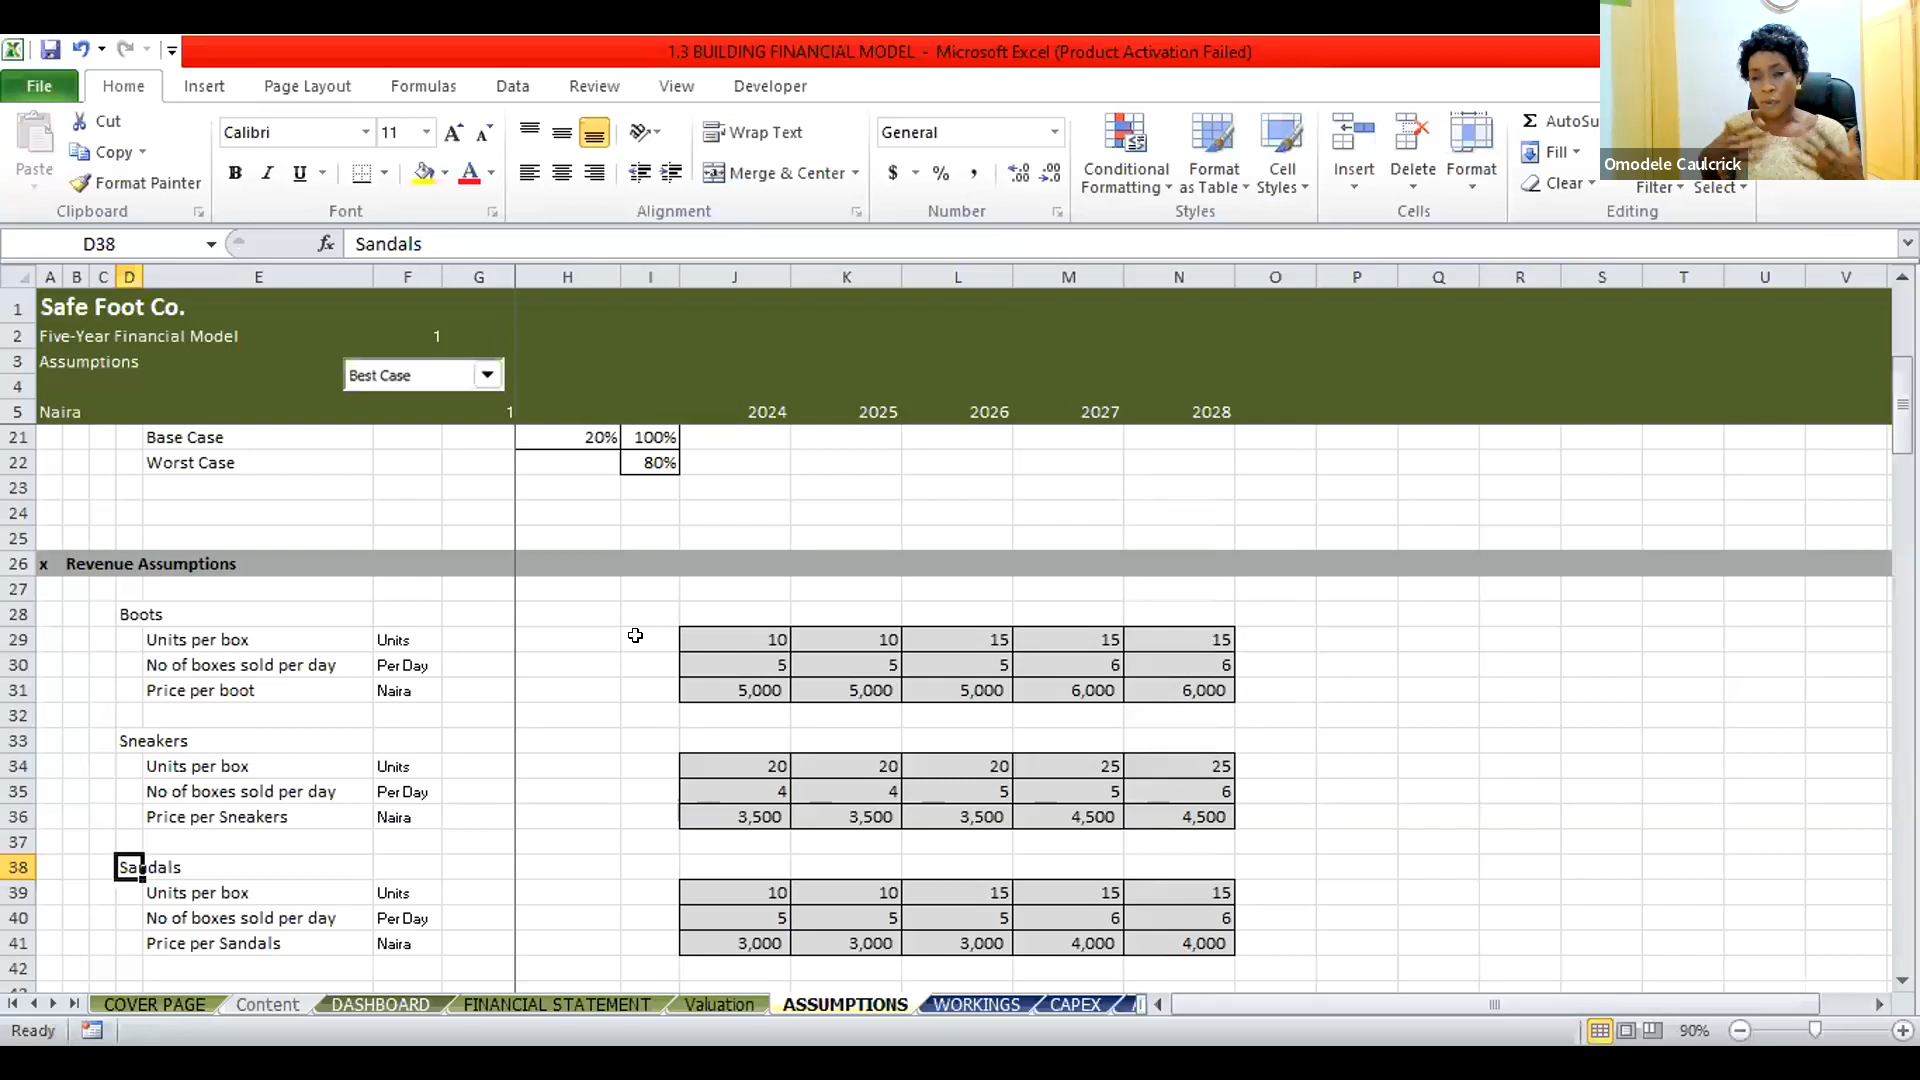 1.3 BUILDING FINANCIAL MODEL - Microsoft Excel (Product Activation Failed)
File Home Insert Page Layout Formulas Data Review View Developer
Omodele Caulcrick
Paste Cut Copy Format Painter Clipboard
Calibri 11 B I U A A A Font
Wrap Text Merge & Center Alignment
General $ % , Number
Conditional Formatting Format as Table Cell Styles Styles
Insert Delete Format Cells
Σ AutoSu Fill Clear Filter Select Editing
D38 fx Sandals
A B C D E F G H I J K L M N O P Q R S T U V
1 Safe Foot Co.
2 Five-Year Financial Model 1
3 Assumptions
Best Case
4
5 Naira 1 2024 2025 2026 2027 2028
21 Base Case 20% 100%
22 Worst Case 80%
23
24
25
26 x Revenue Assumptions
27
28 Boots
29 Units per box Units 10 10 15 15 15
30 No of boxes sold per day Per Day 5 5 5 6 6
31 Price per boot Naira 5,000 5,000 5,000 6,000 6,000
32
33 Sneakers
34 Units per box Units 20 20 20 25 25
35 No of boxes sold per day Per Day 4 4 5 5 6
36 Price per Sneakers Naira 3,500 3,500 3,500 4,500 4,500
37
38 Sandals
39 Units per box Units 10 10 15 15 15
40 No of boxes sold per day Per Day 5 5 5 6 6
41 Price per Sandals Naira 3,000 3,000 3,000 4,000 4,000
42
COVER PAGE Content DASHBOARD FINANCIAL STATEMENT Valuation ASSUMPTIONS WORKINGS CAPEX
Ready 90%